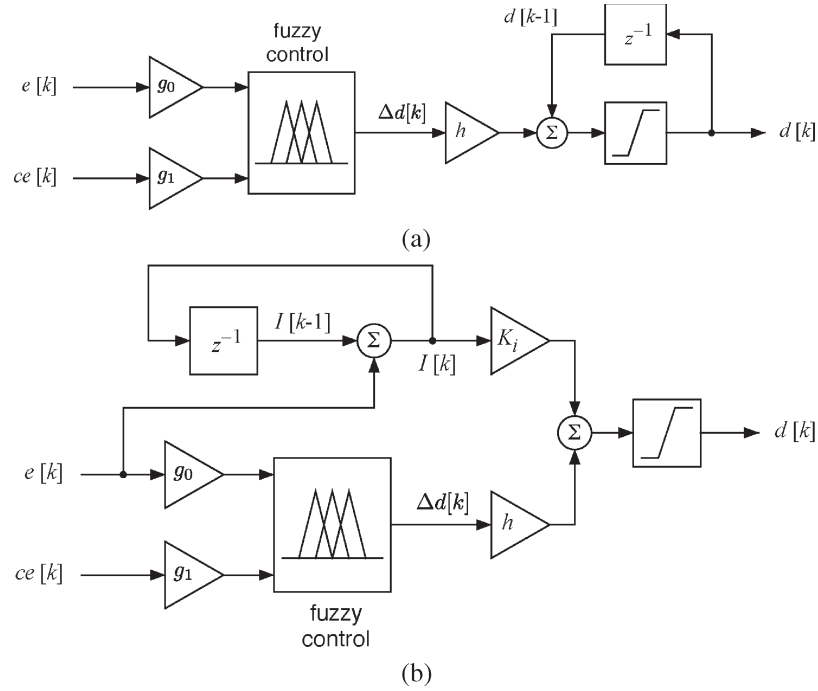 fuzzy
control
d [k-1]
z⁻¹
e [k]
g₀
Δd[k]
h
Σ
d [k]
ce [k]
g₁
(a)
z⁻¹
I [k-1]
Σ
I [k]
Kᵢ
Σ
d [k]
e [k]
g₀
Δd[k]
h
ce [k]
g₁
fuzzy
control
(b)